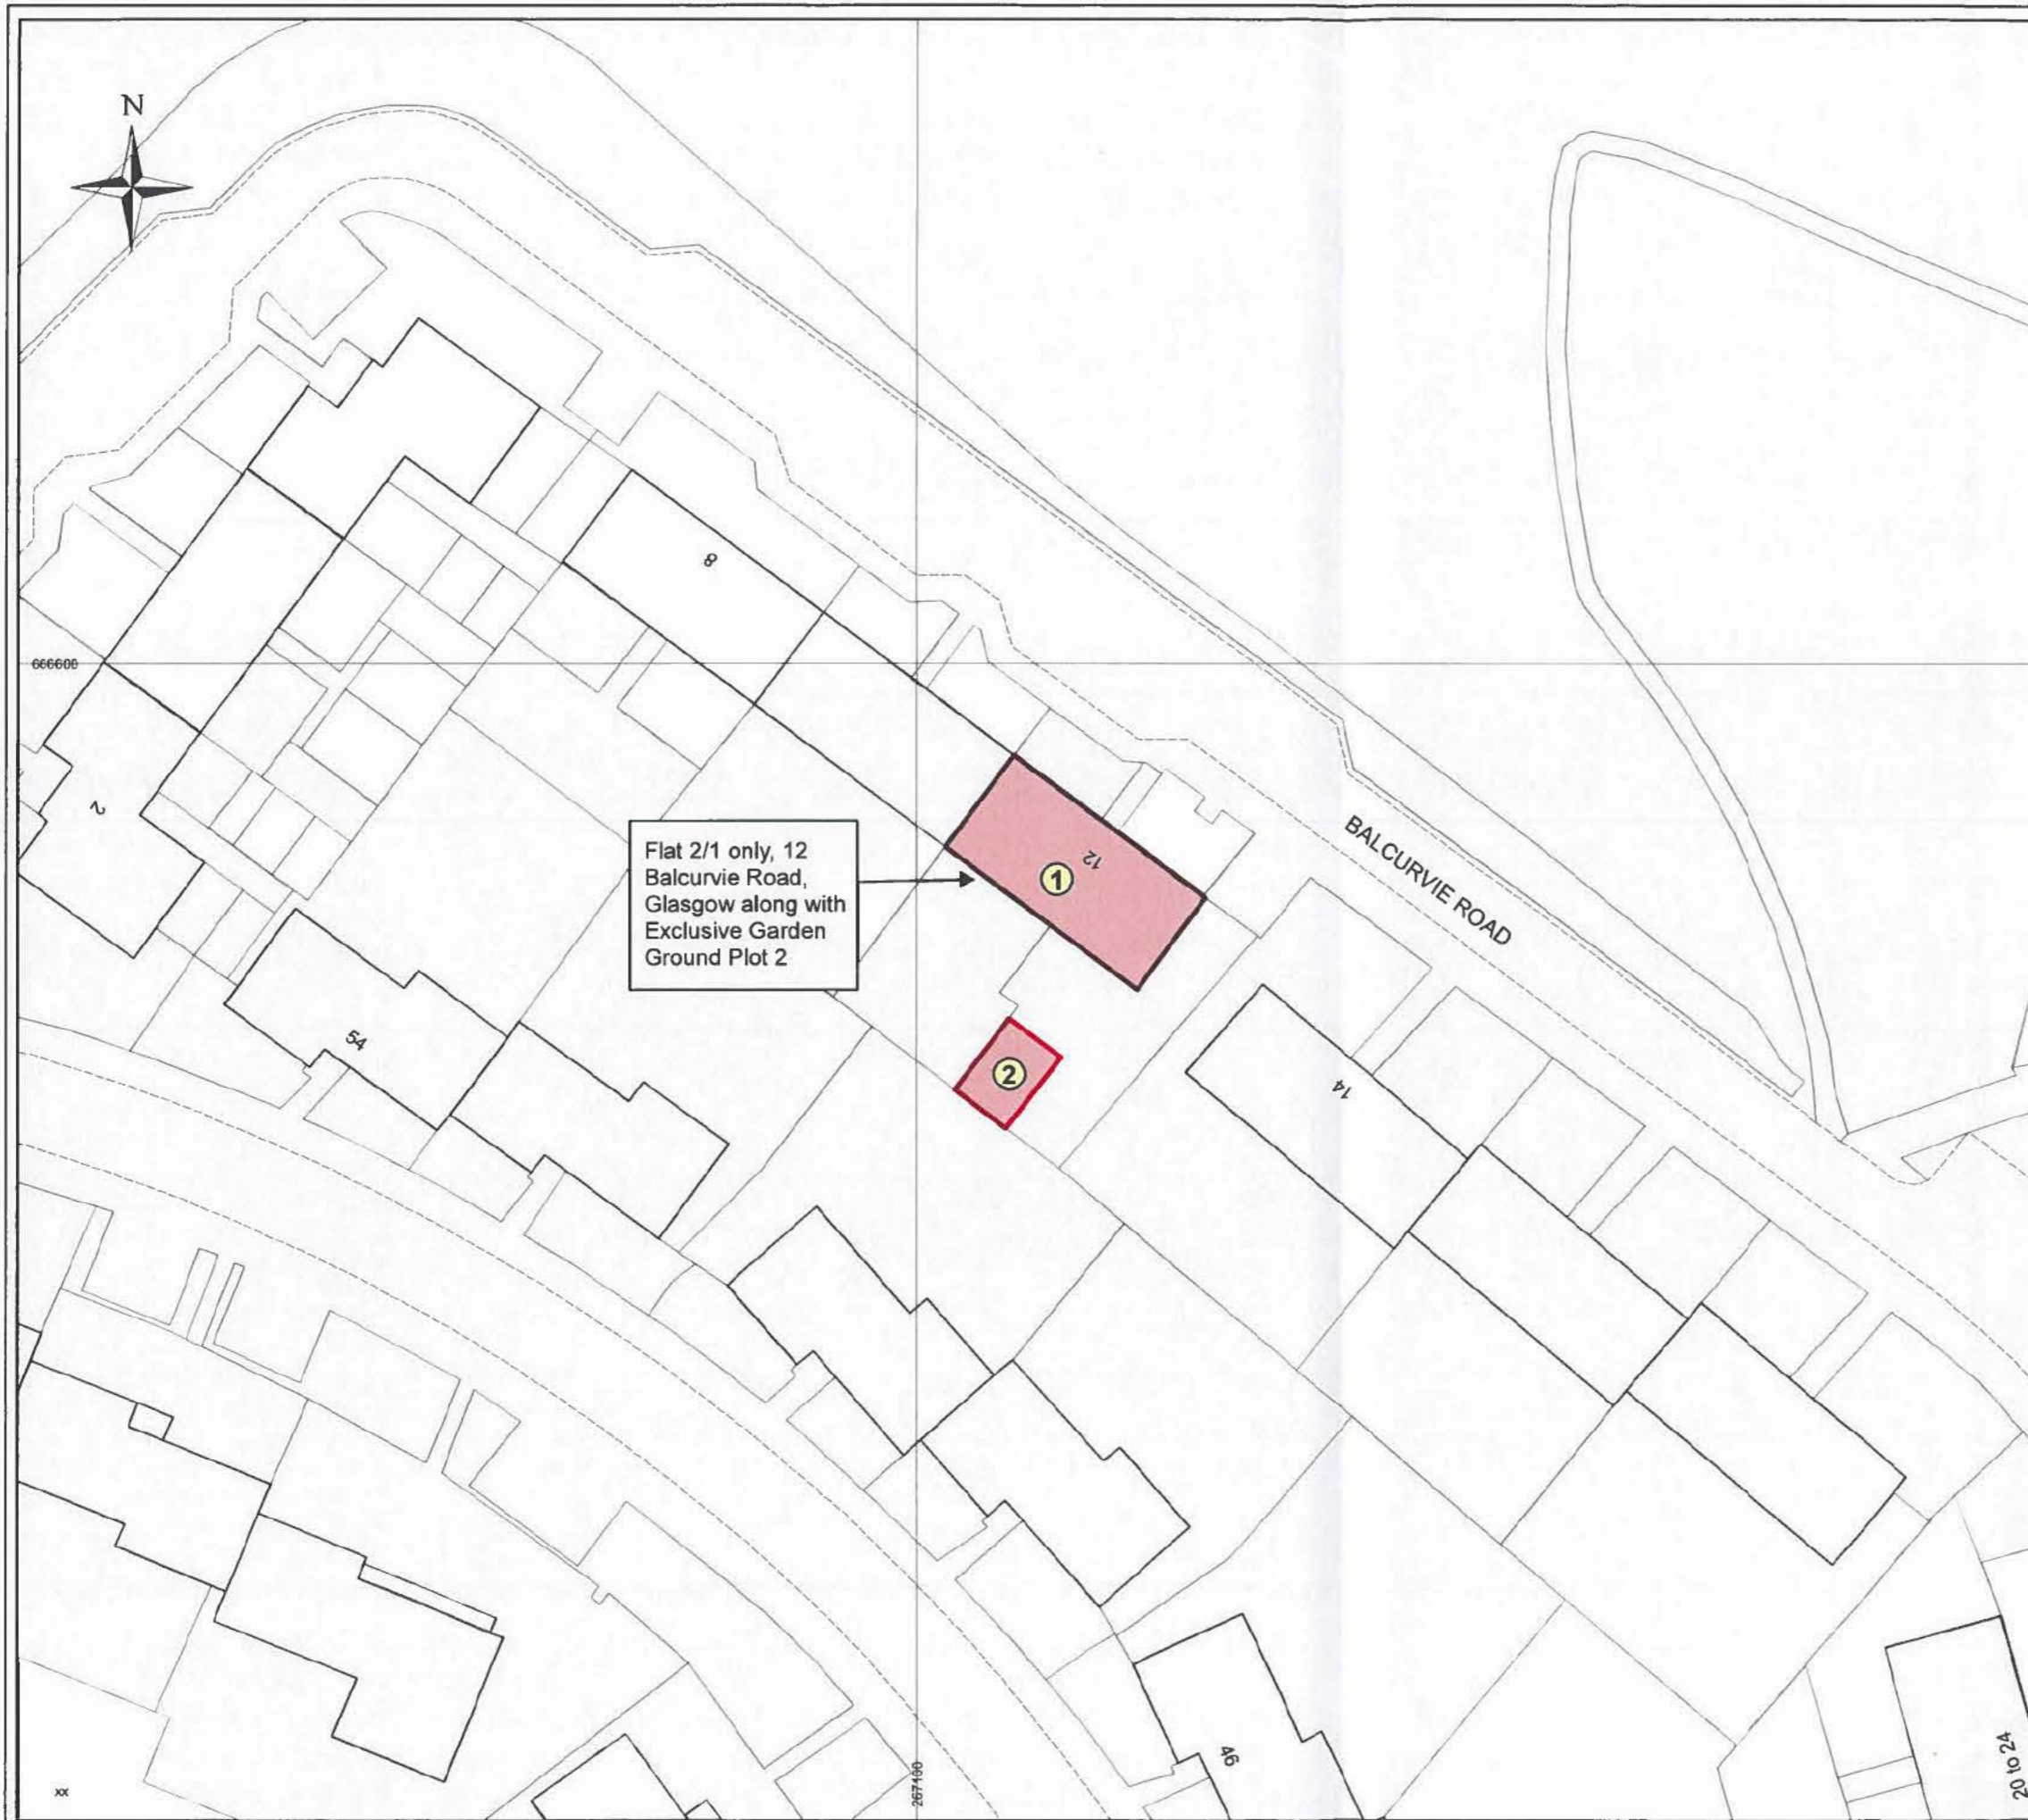 N
8
666600
2
Flat 2/1 only, 12
Balcurvie Road,
Glasgow along with
Exclusive Garden
Ground Plot 2
12
1
BALCURVIE ROAD
54
2
14
46
267100
20 to 24
xx